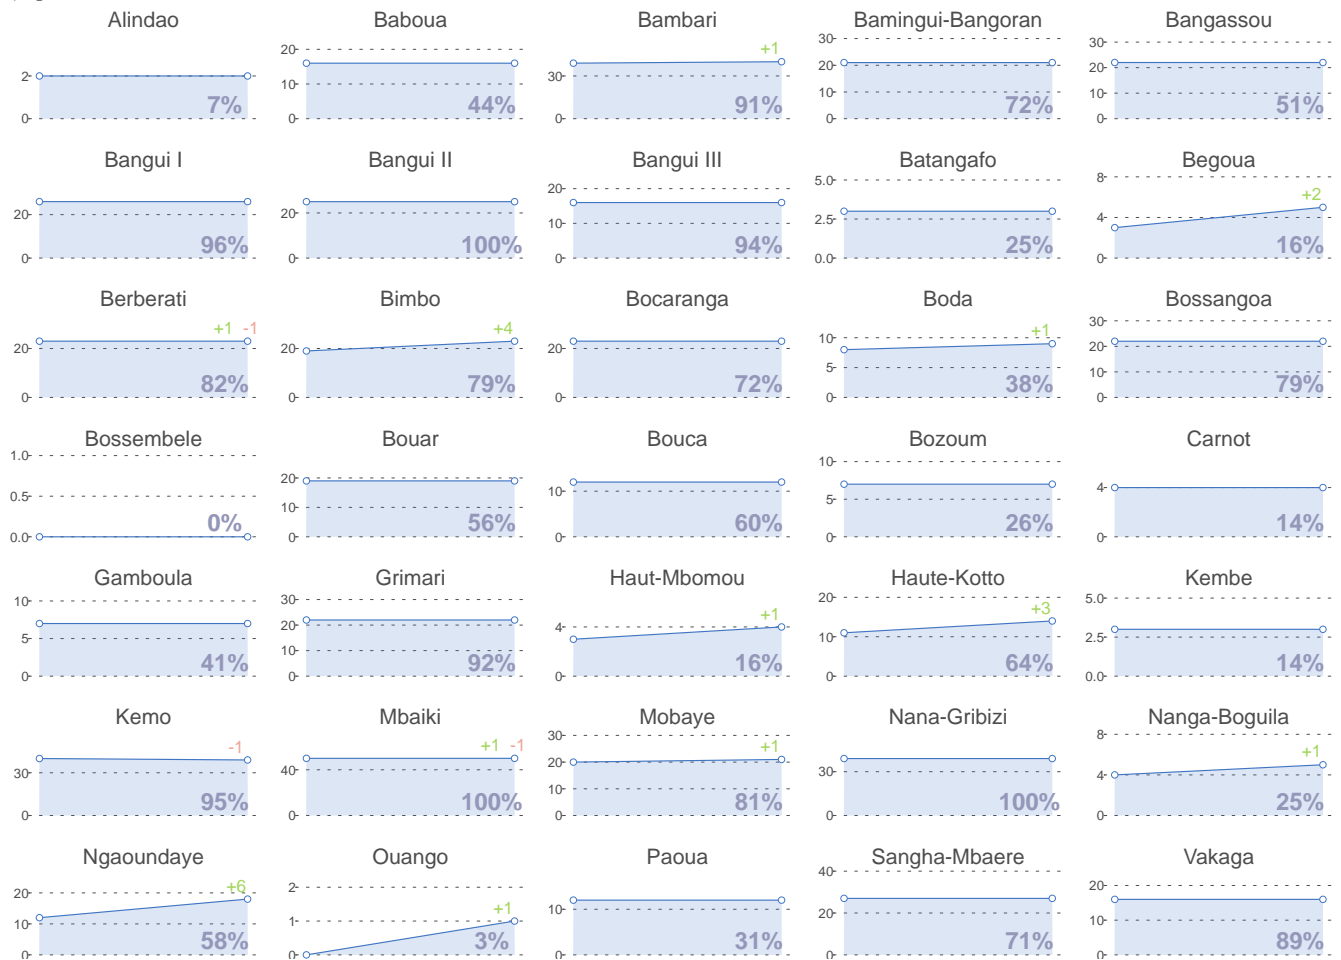 Alindao Baboua Bambari Bamingui-Bangoran Bangassou
2 0 7%
20 10 0 44%
+1 30 0 91%
30 20 10 0 72%
30 20 10 0 51%
Bangui I Bangui II Bangui III Batangafo Begoua
20 0 96%
20 0 100%
20 10 0 94%
5.0 2.5 0.0 25%
8 4 0 +2 16%
Berberati Bimbo Bocaranga Boda Bossangoa
20 0 +1 -1 82%
20 0 +4 79%
20 0 72%
10 5 0 +1 38%
30 20 10 0 79%
Bossembele Bouar Bouca Bozoum Carnot
1.0 0.5 0.0 0%
20 10 0 56%
10 0 60%
10 5 0 26%
4 0 14%
Gamboula Grimari Haut-Mbomou Haute-Kotto Kembe
10 5 0 41%
30 20 10 0 92%
4 0 +1 16%
20 10 0 +3 64%
5.0 2.5 0.0 14%
Kemo Mbaiki Mobaye Nana-Gribizi Nanga-Boguila
30 0 -1 95%
40 0 +1 -1 100%
30 20 10 0 +1 81%
30 0 100%
8 4 0 +1 25%
Ngaoundaye Ouango Paoua Sangha-Mbaere Vakaga
20 10 0 +6 58%
2 1 0 +1 3%
10 0 31%
40 20 0 71%
20 10 0 89%